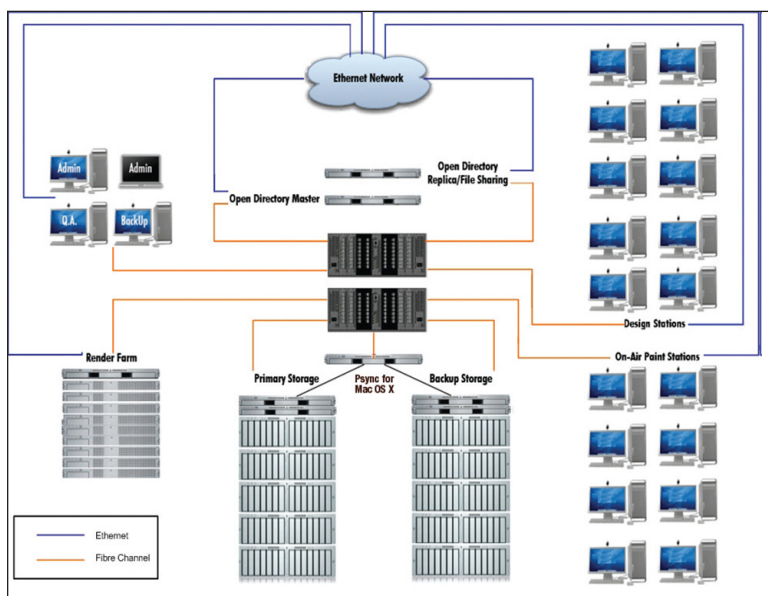 Ethernet Network
Admin
Admin
Q.A.
BackUp
Open Directory
Replica/File Sharing
Open Directory Master
Design Stations
On-Air Paint Stations
Render Farm
Primary Storage
Psync for
Mac OS X
Backup Storage
Ethernet
Fibre Channel